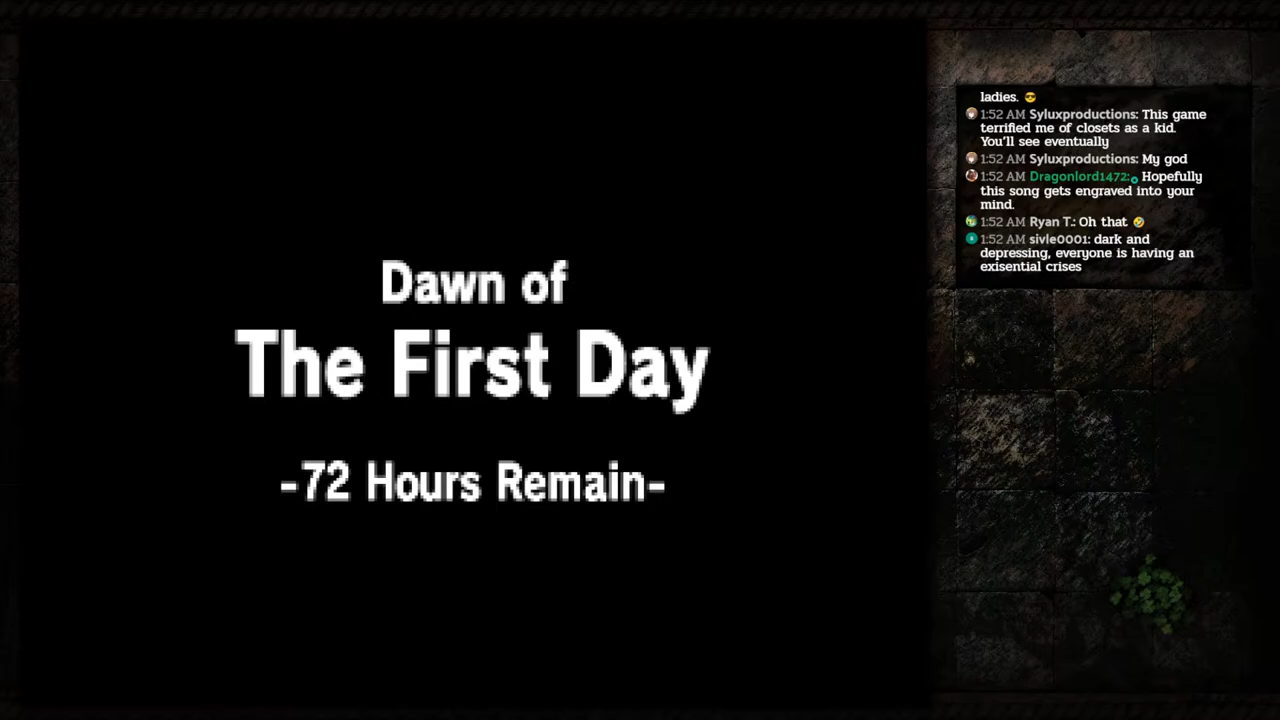 Dawn of
The First Day
-72 Hours Remain-
ladies. 😎
1:52 AM Syluxproductions: This game
terrified me of closets as a kid.
You'll see eventually
1:52 AM Syluxproductions: My god
1:52 AM Dragonlord1472: Hopefully
this song gets engraved into your
mind.
1:52 AM Ryan T.: Oh that 🤣
1:52 AM sivle0001: dark and
depressing, everyone is having an
exisential crises